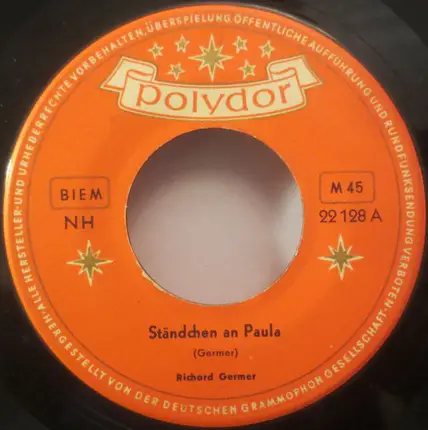 ALLE HERSTELLER- UND URHEBERRECHTE VORBEHALTEN, ÜBERSPIELUNG, ÖFFENTLICHE AUFFÜHRUNG UND RUNDFUNKSENDUNG VERBOTEN
polydor
BIEM
M 45
NH
22 128 A
Ständchen an Paula
(Germer)
Richard Germer
HERGESTELLT VON DER DEUTSCHEN GRAMMOPHON GESELLSCHAFT